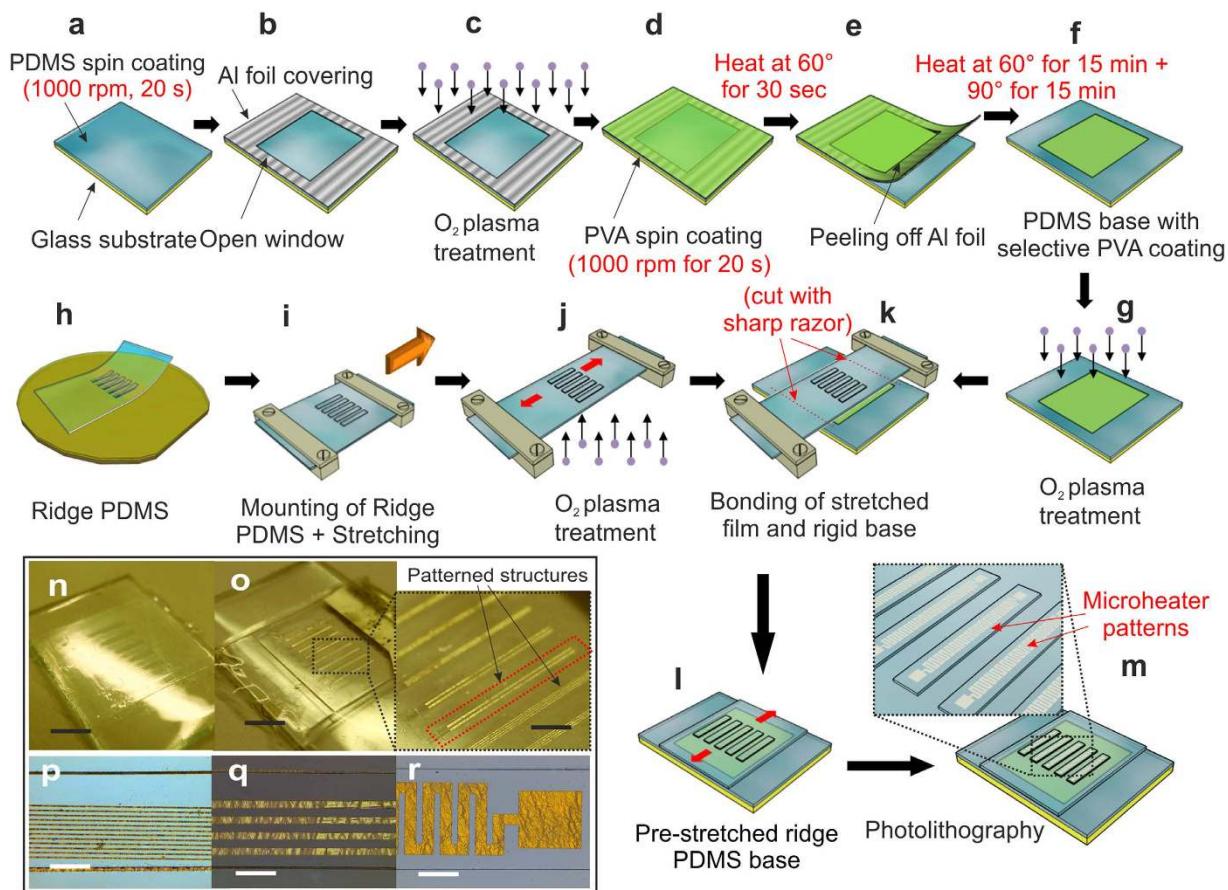 a
b
c
d
e
f
PDMS spin coating
(1000 rpm, 20 s)
Al foil covering
Heat at 60°
for 30 sec
Heat at 60° for 15 min +
90° for 15 min
Glass substrate
Open window
O2 plasma
treatment
PVA spin coating
(1000 rpm for 20 s)
Peeling off Al foil
PDMS base with
selective PVA coating
h
i
j
(cut with
sharp razor)
k
g
Ridge PDMS
Mounting of Ridge
PDMS + Stretching
O2 plasma
treatment
Bonding of stretched
film and rigid base
O2 plasma
treatment
n
o
Patterned structures
p
q
r
l
Pre-stretched ridge
PDMS base
Microheater
patterns
m
Photolithography